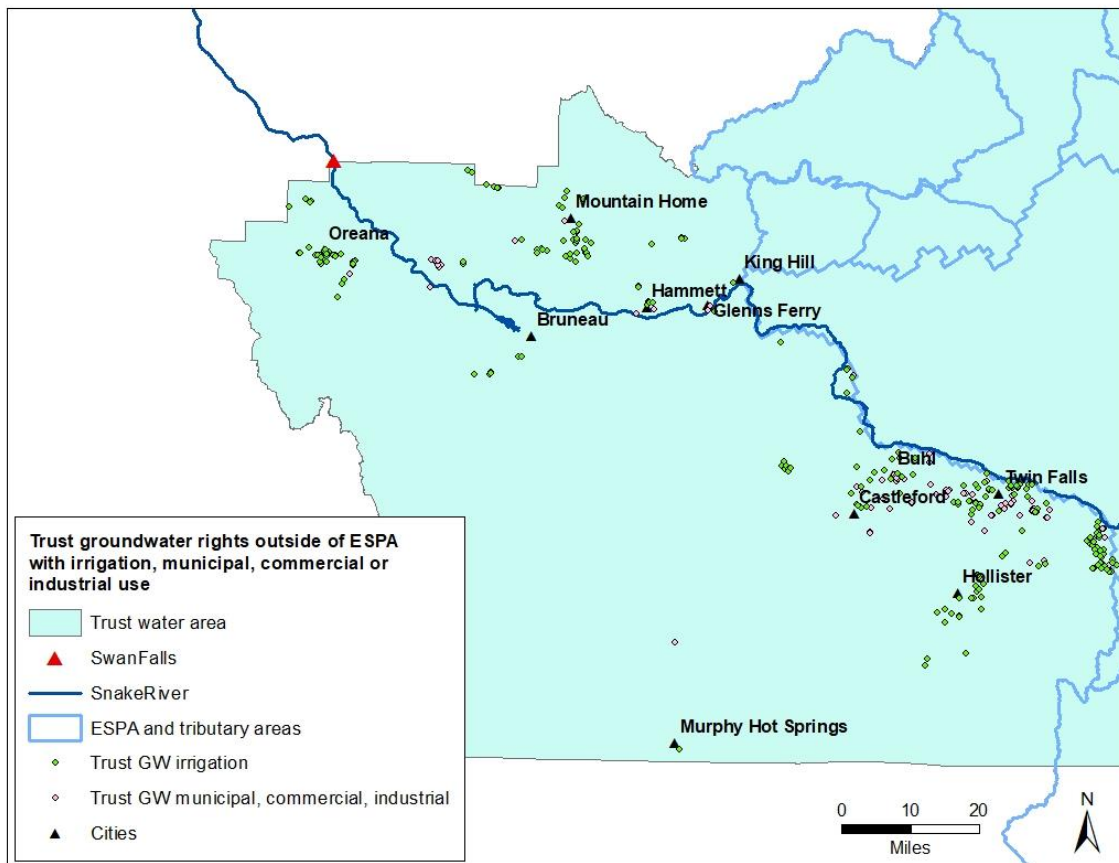 Mountain Home
Oreana
King Hill
Hammett
Glenns Ferry
Bruneau
Buhl
Twin Falls
Castleford
Hollister
Murphy Hot Springs
Trust groundwater rights outside of ESPA
with irrigation, municipal, commercial or
industrial use
Trust water area
SwanFalls
SnakeRiver
ESPA and tributary areas
Trust GW irrigation
Trust GW municipal, commercial, industrial
Cities
0 10 20
Miles
N